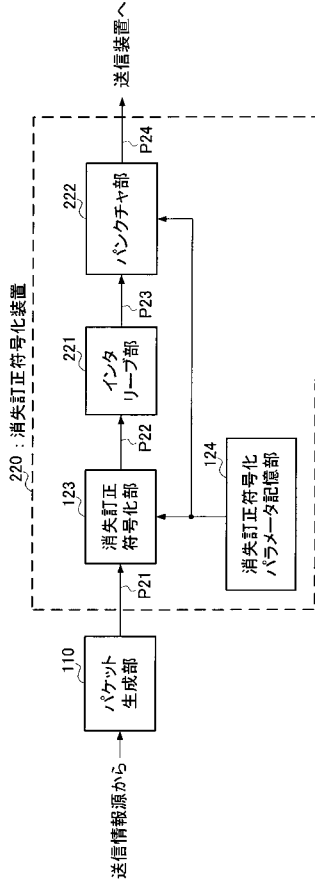 220：消失訂正符号化装置
送信情報源から
110
パケット
生成部
P21
123
消失訂正
符号化部
P22
221
インタ
リーブ部
P23
222
パンクチャ部
P24
送信装置へ
124
消失訂正符号化
パラメータ記憶部